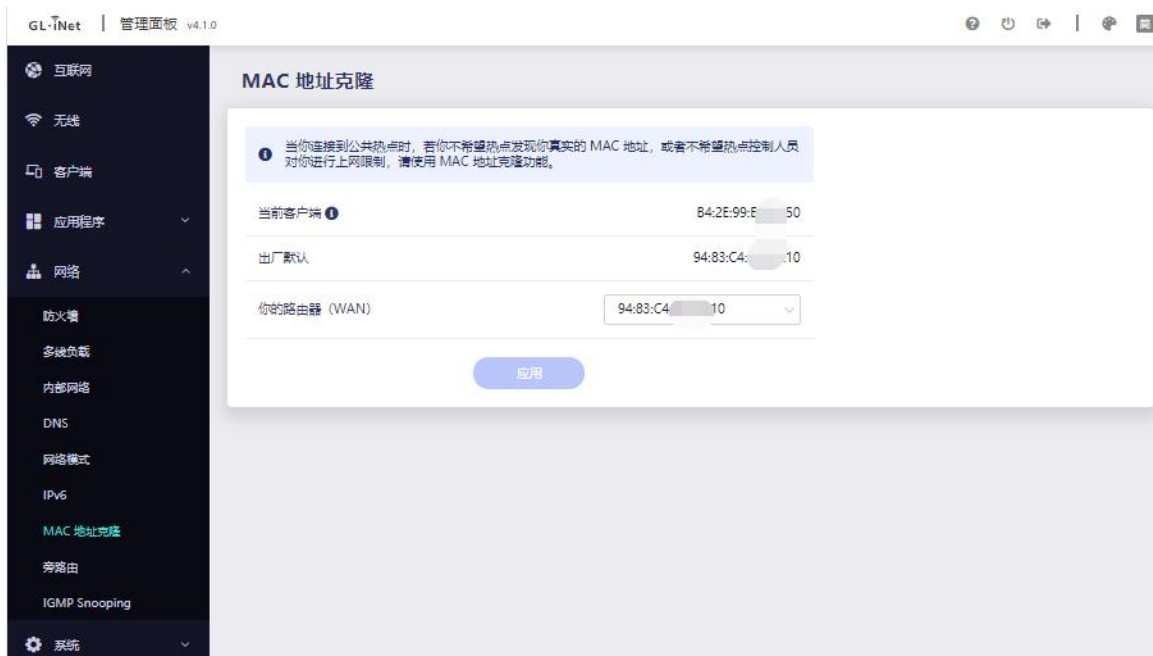 GL·iNet | 管理面板 v4.1.0
简
互联网
无线
客户端
应用程序
网络
防火墙
多线负载
内部网络
DNS
网络模式
IPv6
MAC 地址克隆
旁路由
IGMP Snooping
系统
MAC 地址克隆
当你连接到公共热点时，若你不希望热点发现你真实的 MAC 地址，或者不希望热点控制人员
对你进行上网限制，请使用 MAC 地址克隆功能。
当前客户端 B4:2E:99: 50
出厂默认 94:83:C4: :10
你的路由器（WAN） 94:83:C4 10
应用